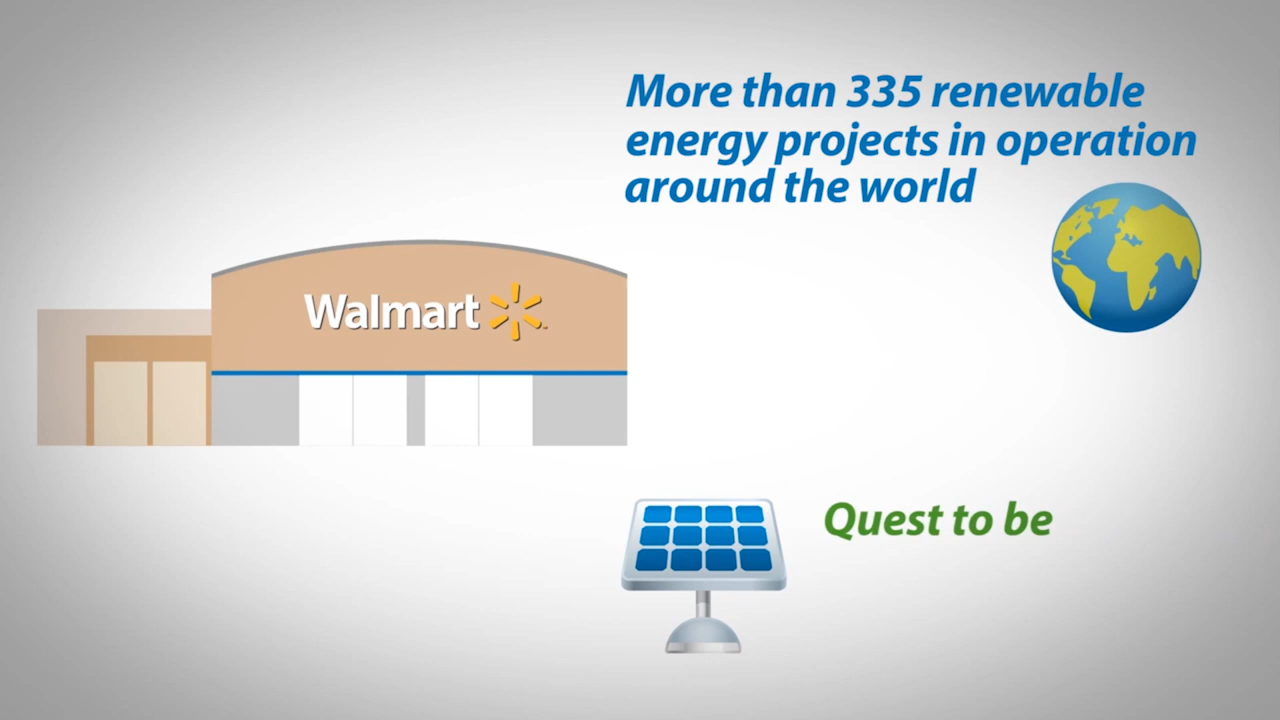 More than 335 renewable
energy projects in operation
around the world
Walmart
Quest to be